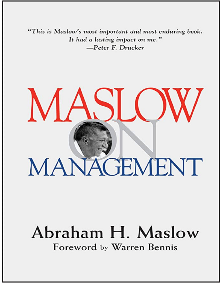 "This is Maslow's most important and most enduring book.
It had a lasting impact on me."
—Peter F. Drucker
MASLOW
ON
MANAGEMENT
Abraham H. Maslow
Foreword by Warren Bennis